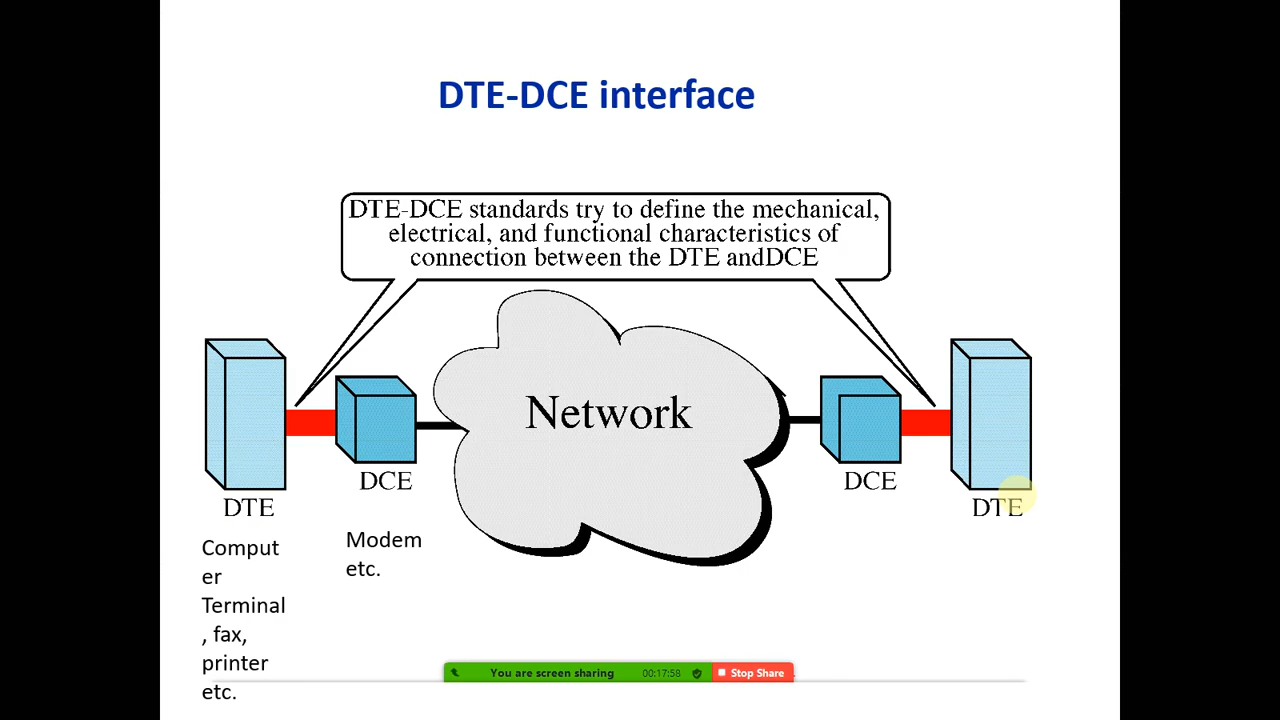 DTE-DCE interface
DTE-DCE standards try to define the mechanical,
electrical, and functional characteristics of
connection between the DTE andDCE
Network
DCE
DCE
DTE
DTE
Comput
er
Terminal
, fax,
printer
etc.
Modem
etc.
You are screen sharing
00:17:58
Stop Share